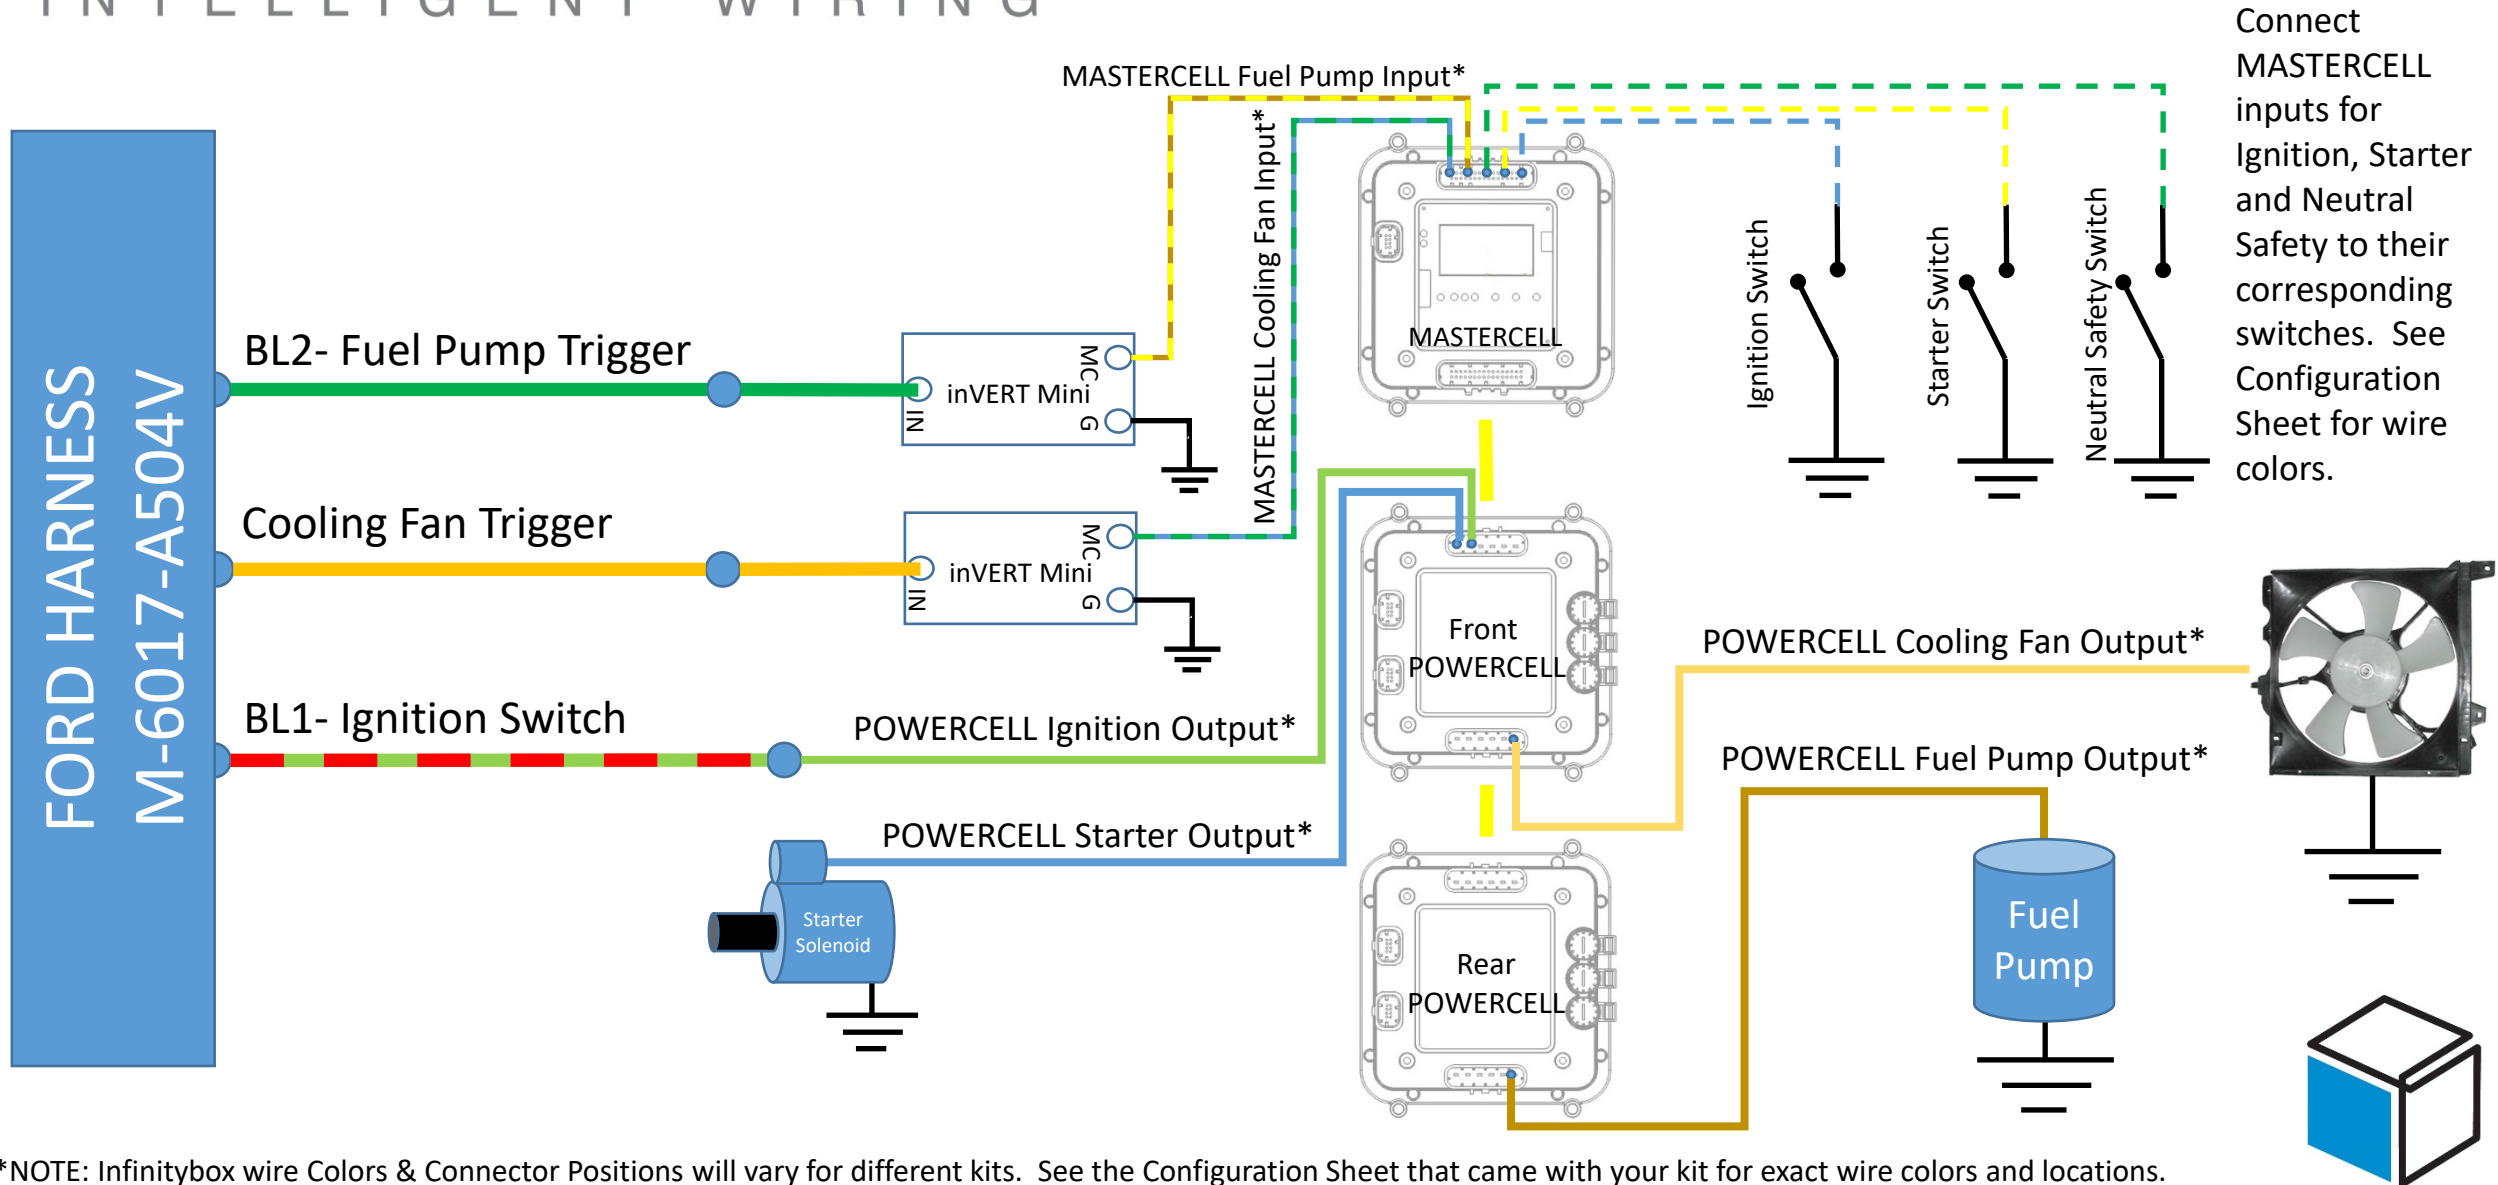 INTELLIGENT WIRING
Connect
MASTERCELL
inputs for
Ignition, Starter
and Neutral
Safety to their
corresponding
switches. See
Configuration
Sheet for wire
colors.
MASTERCELL Fuel Pump Input*
MASTERCELL Cooling Fan Input*
MASTERCELL
Ignition Switch
Starter Switch
Neutral Safety Switch
FORD HARNESS
M-6017-A504V
BL2- Fuel Pump Trigger
inVERT Mini
IN
MC
G
Cooling Fan Trigger
inVERT Mini
IN
MC
G
BL1- Ignition Switch
POWERCELL Ignition Output*
POWERCELL Starter Output*
Starter
Solenoid
Front
POWERCELL
POWERCELL Cooling Fan Output*
POWERCELL Fuel Pump Output*
Rear
POWERCELL
Fuel
Pump
*NOTE: Infinitybox wire Colors & Connector Positions will vary for different kits. See the Configuration Sheet that came with your kit for exact wire colors and locations.